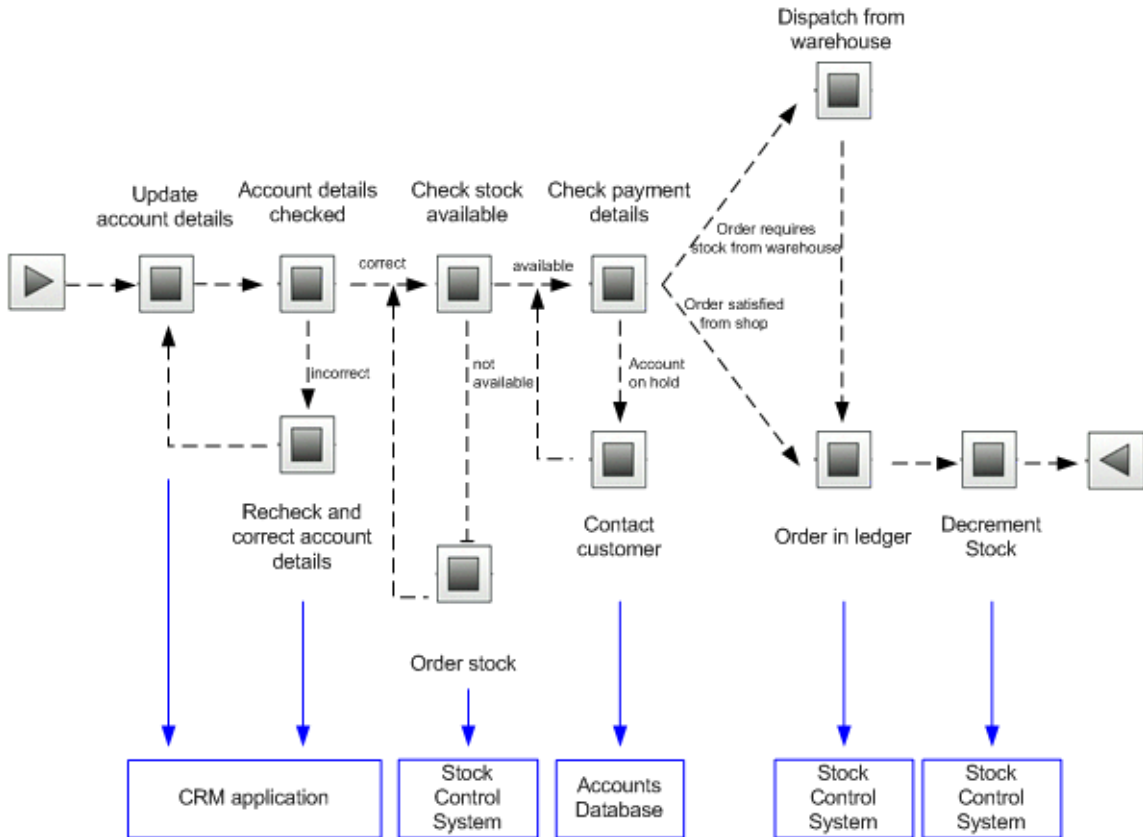 Dispatch from
warehouse
Update
account details
Account details
checked
Check stock
available
Check payment
details
correct
available
Order requires
stock from warehouse
Order satisfied
from shop
incorrect
not
available
Account
on hold
Recheck and
correct account
details
Contact
customer
Order in ledger
Decrement
Stock
Order stock
CRM application
Stock
Control
System
Accounts
Database
Stock
Control
System
Stock
Control
System